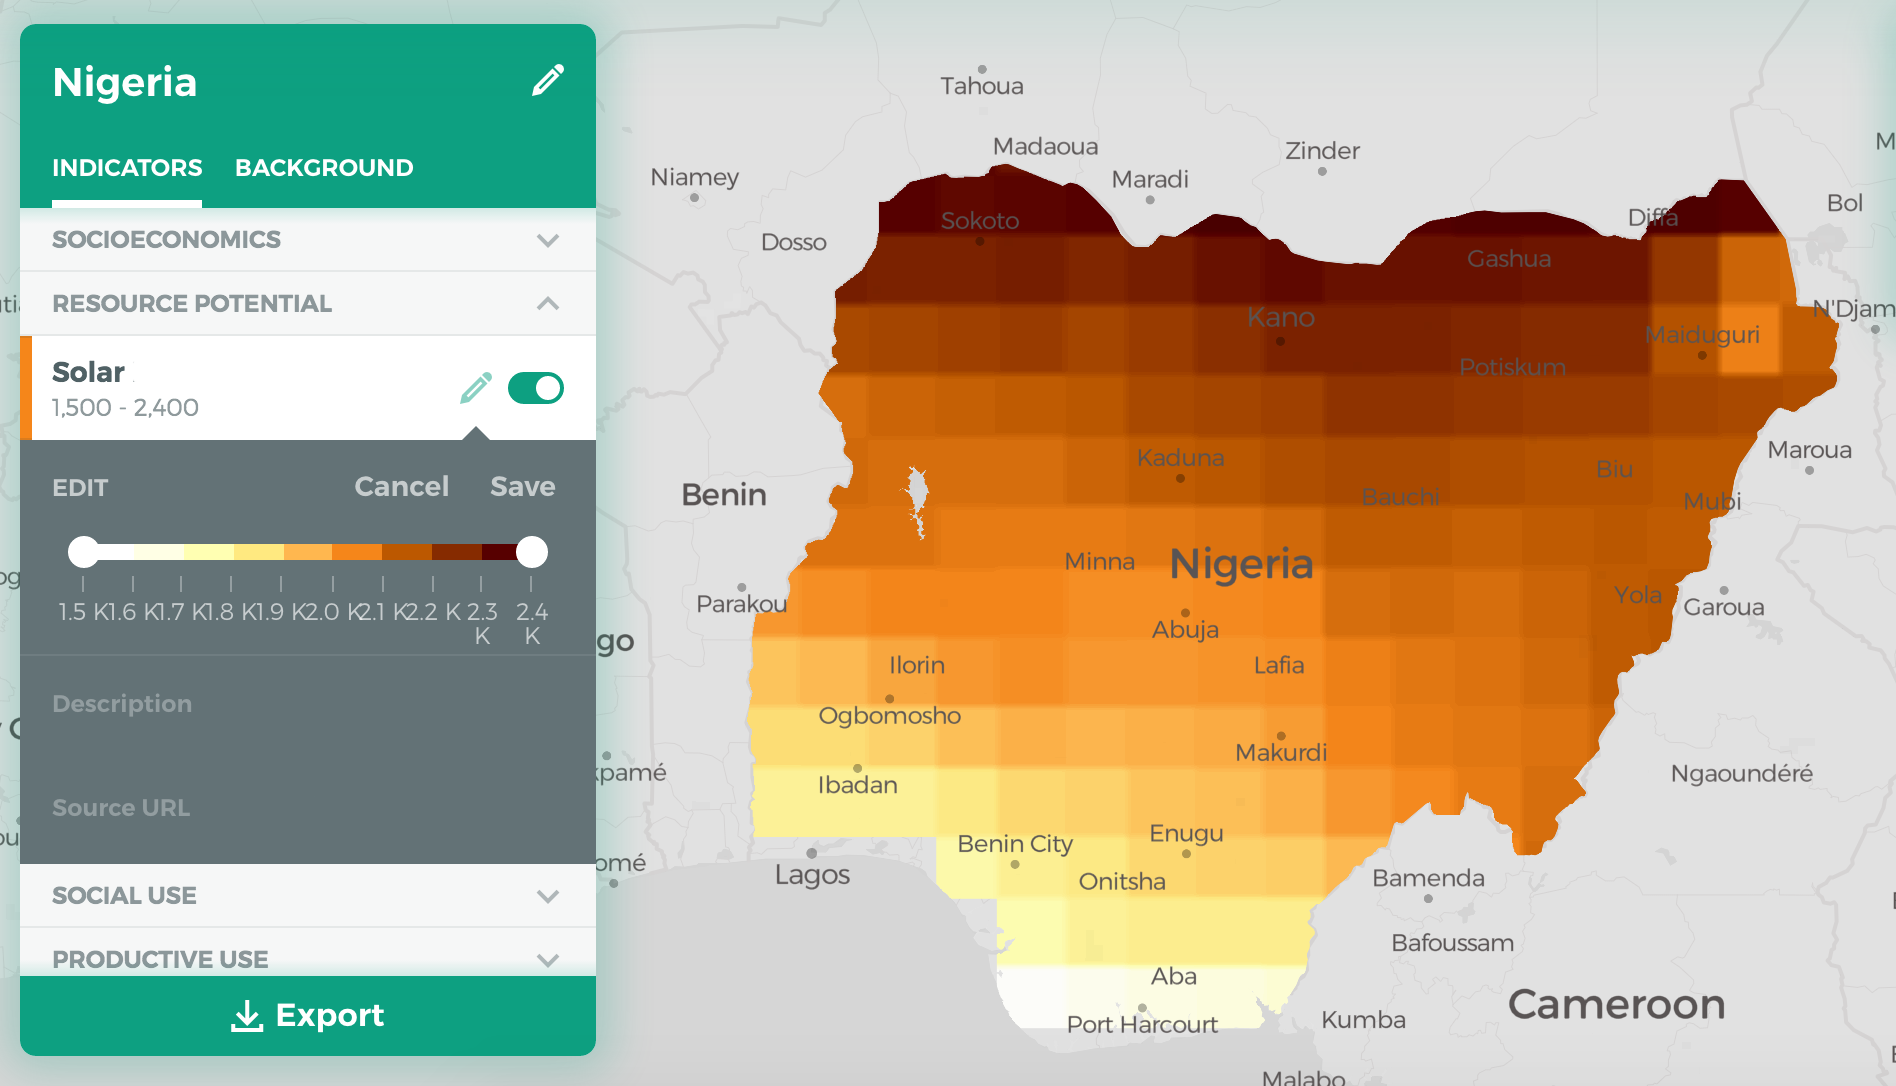 Nigeria
INDICATORS
BACKGROUND
SOCIOECONOMICS
RESOURCE POTENTIAL
Solar
1,500 - 2,400
EDIT
Cancel
Save
1.5 K
1.6 K
1.7 K
1.8 K
1.9 K
2.0 K
2.1 K
2.2 K
2.3
K
2.4
K
Description
Source URL
SOCIAL USE
PRODUCTIVE USE
Export
Tahoua
Madaoua
Zinder
Niamey
Maradi
Bol
Sokoto
Diffa
Dosso
Gashua
N'Djam
Kano
Maiduguri
Potiskum
Kaduna
Maroua
Biu
Benin
Bauchi
Mubi
Minna
Nigeria
Parakou
Yola
Garoua
Abuja
go
Ilorin
Lafia
Ogbomosho
Makurdi
kpamé
Ngaoundéré
Ibadan
Enugu
Benin City
omé
Lagos
Onitsha
Bamenda
Bafoussam
Aba
Cameroon
Port Harcourt
Kumba
Malabo